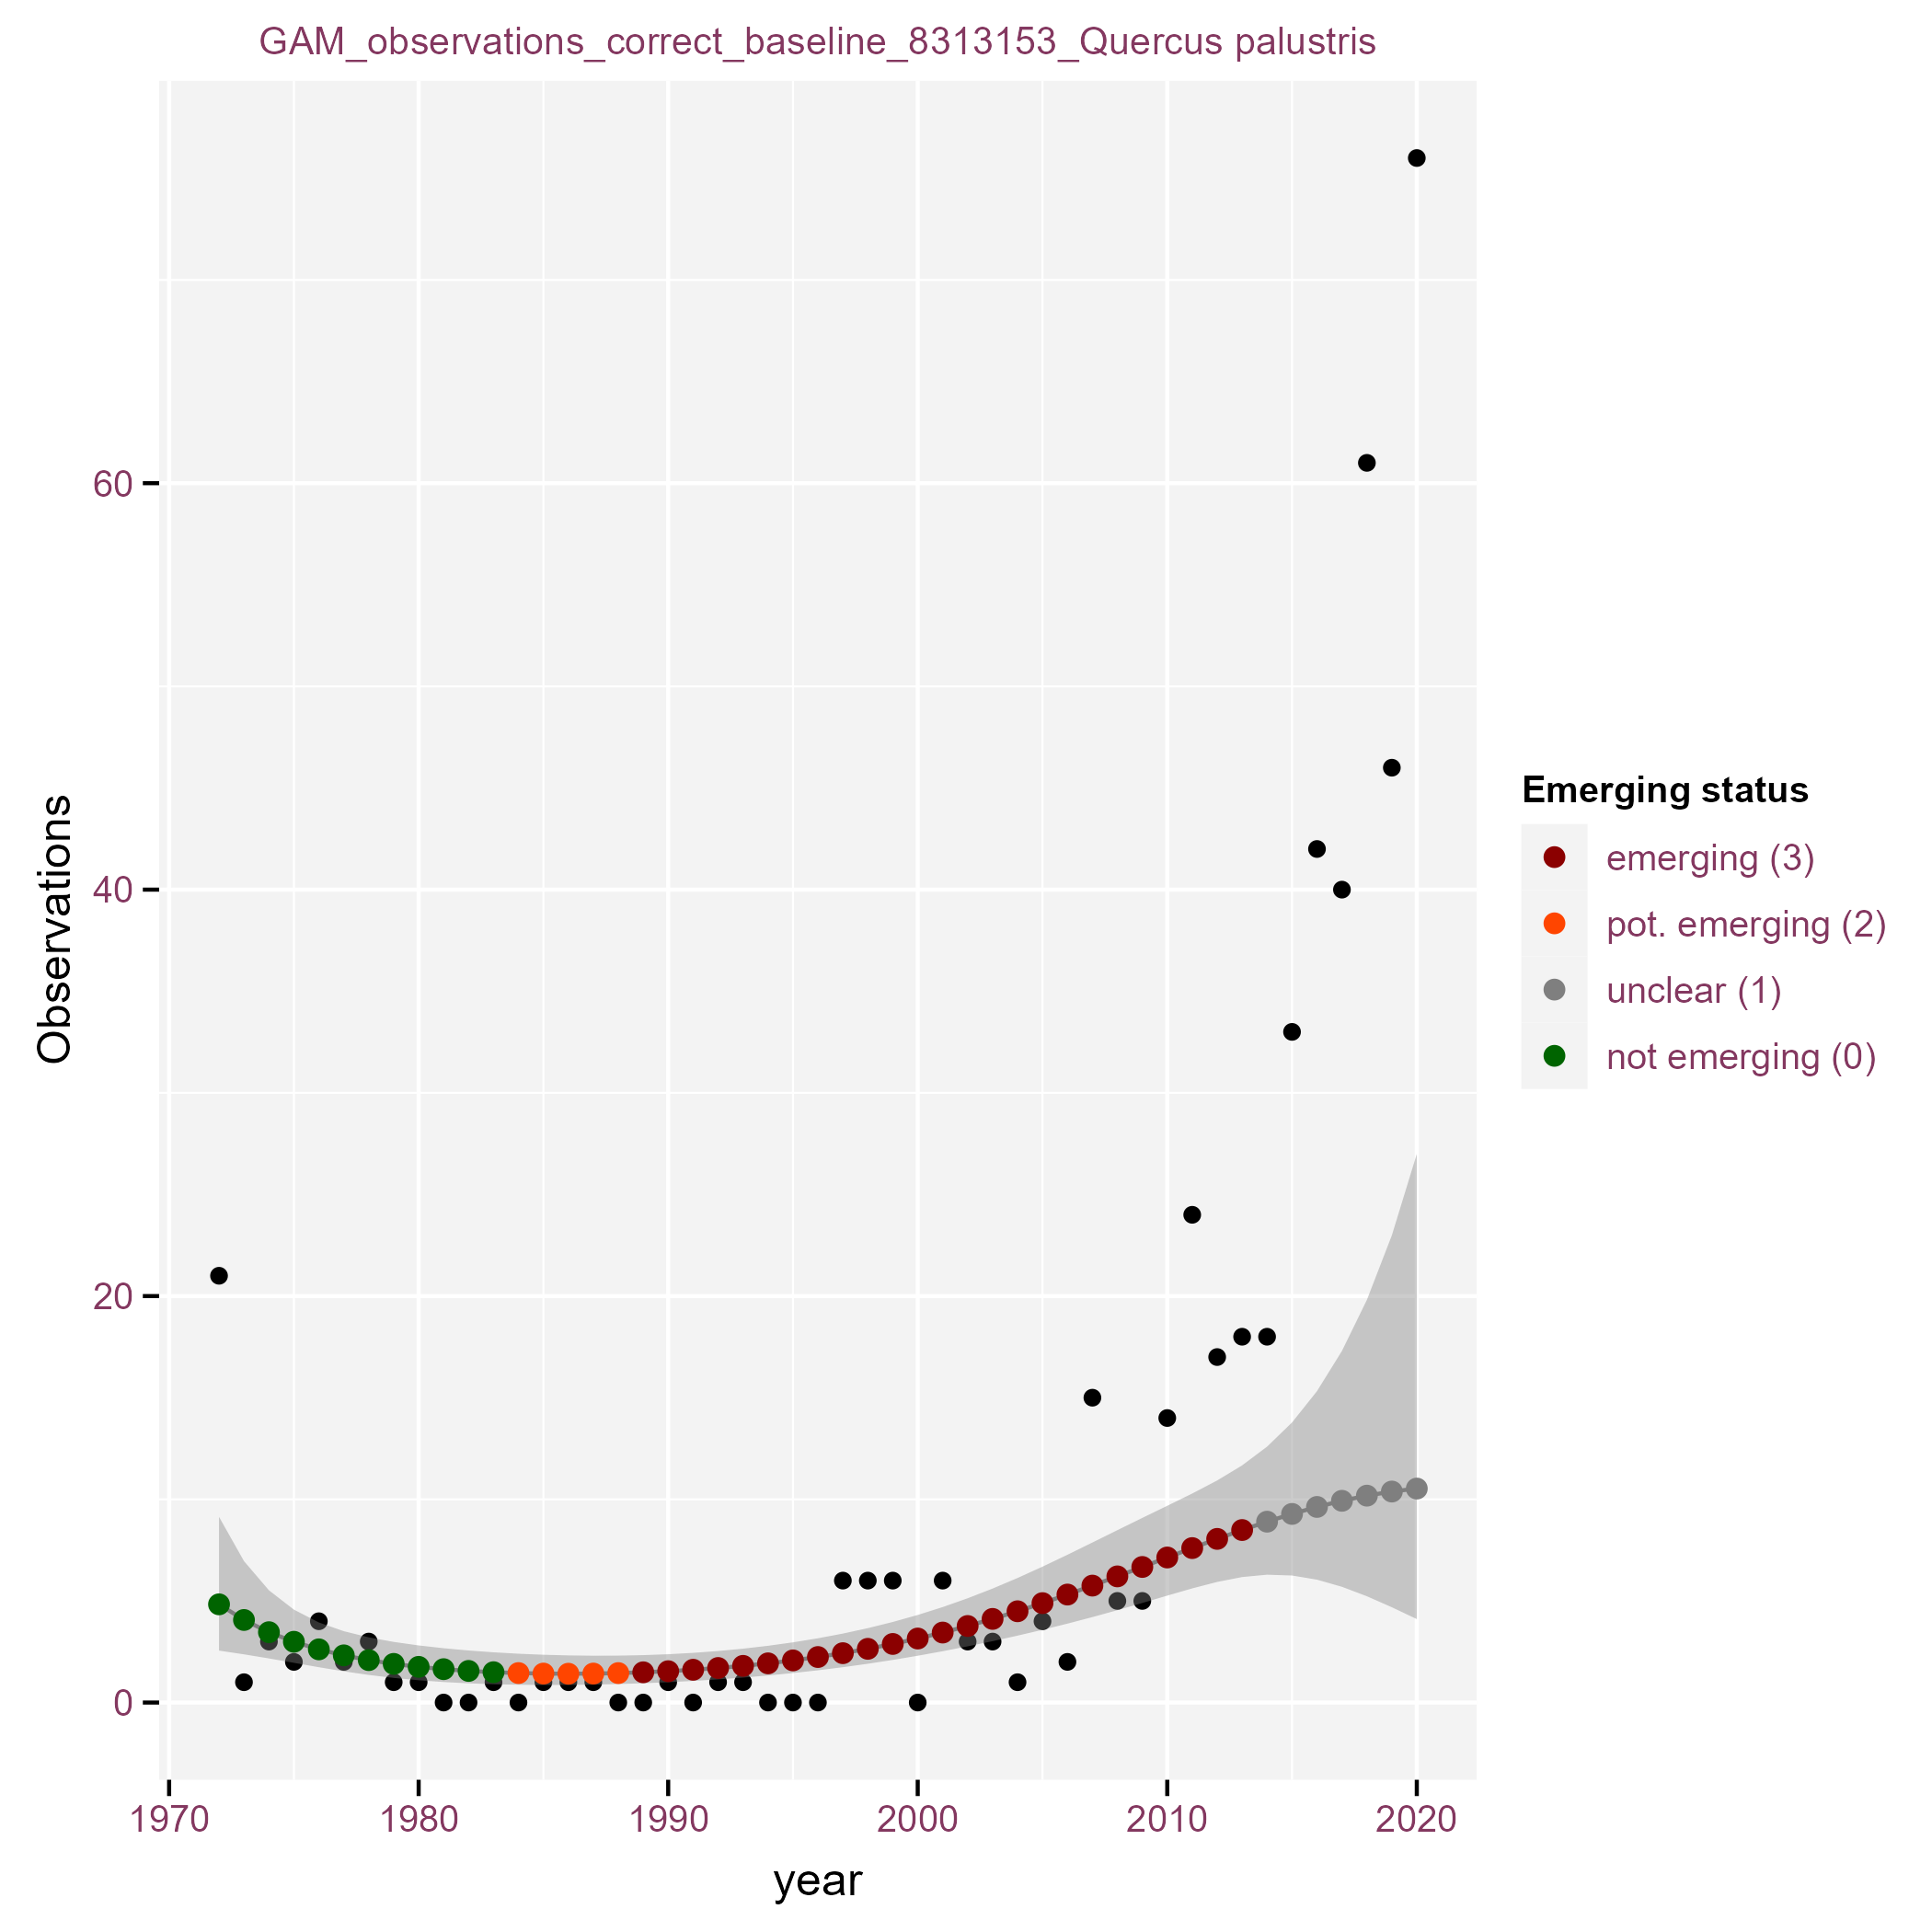 GAM_observations_correct_baseline_8313153_Quercus palustris
Observations
60
40
20
0
1970 1980 1990 2000 2010 2020
year
Emerging status
emerging (3)
pot. emerging (2)
unclear (1)
not emerging (0)